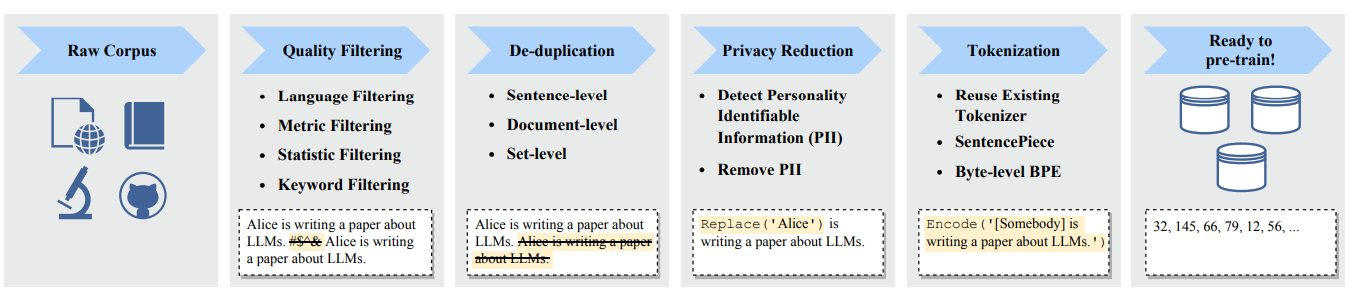 Raw Corpus
Quality Filtering
• Language Filtering
• Metric Filtering
• Statistic Filtering
• Keyword Filtering
Alice is writing a paper about
LLMs. #$^& Alice is writing
a paper about LLMs.
De-duplication
• Sentence-level
• Document-level
• Set-level
Alice is writing a paper about
LLMs. Alice is writing a paper
about LLMs.
Privacy Reduction
• Detect Personality
Identifiable
Information (PII)
• Remove PII
Replace('Alice') is
writing a paper about LLMs.
Tokenization
• Reuse Existing
Tokenizer
• SentencePiece
• Byte-level BPE
Encode('[Somebody] is
writing a paper about LLMs.')
Ready to
pre-train!
32, 145, 66, 79, 12, 56, ...